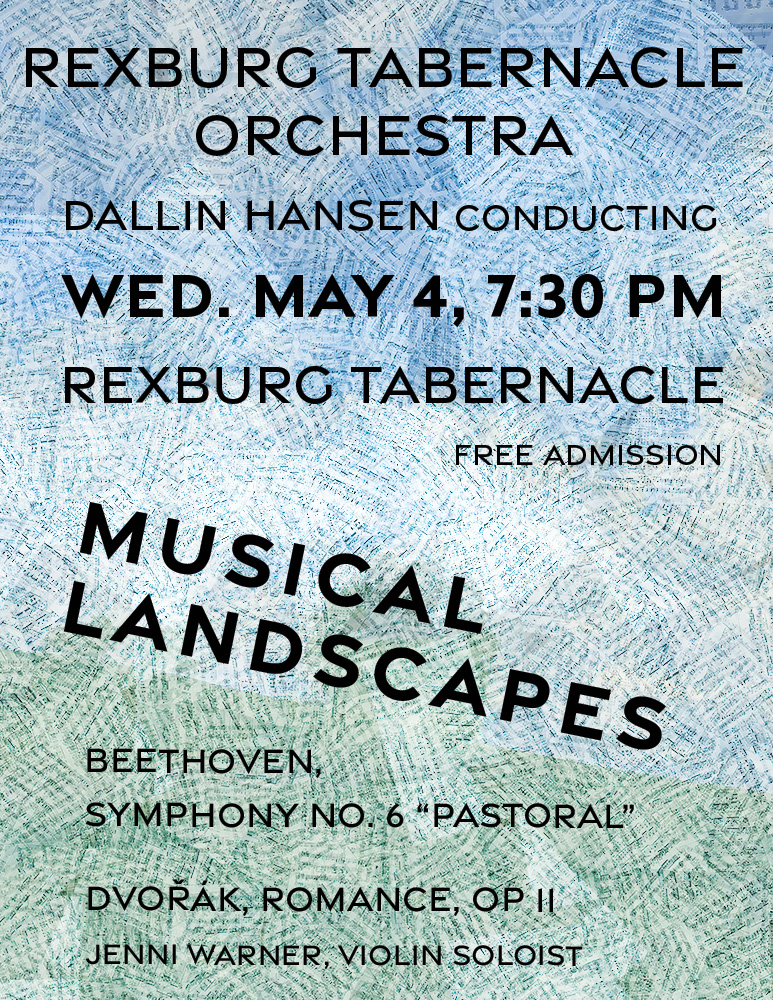 REXBURG TABERNACLE
ORCHESTRA
DALLIN HANSEN CONDUCTING
WED. MAY 4, 7:30 PM
REXBURG TABERNACLE
FREE ADMISSION
MUSICAL
LANDSCAPES
BEETHOVEN,
SYMPHONY NO. 6 “PASTORAL”
DVOŘÁK, ROMANCE, OP 11
JENNI WARNER, VIOLIN SOLOIST